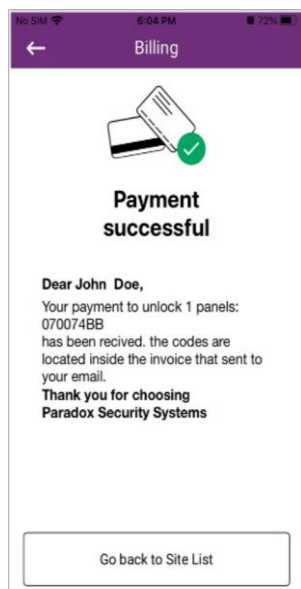 No SIM 6:04 PM 72%
Billing
Payment
successful
Dear John Doe,
Your payment to unlock 1 panels:
070074BB
has been recived. the codes are
located inside the invoice that sent to
your email.
Thank you for choosing
Paradox Security Systems
Go back to Site List